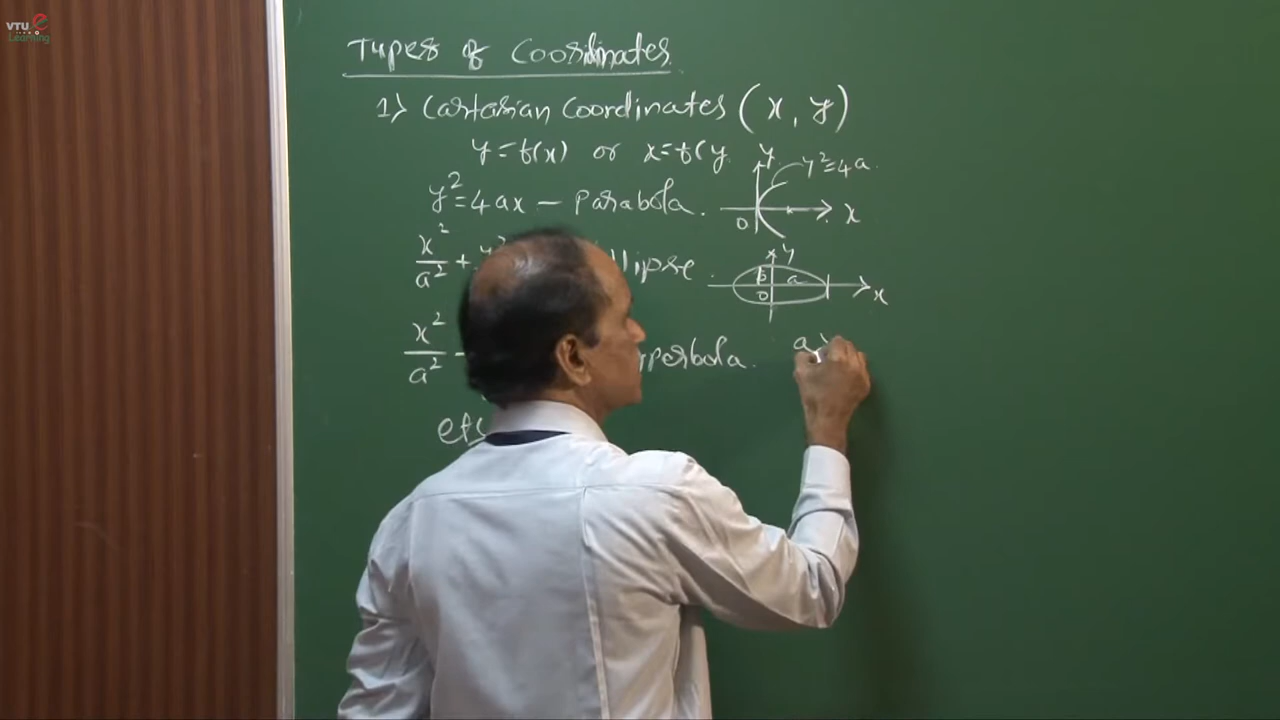 VTU e Learning
Types of Coordinates
1) Cartasian Coordinates (x, y)
y=f(x) or x=f(y
y²=4ax – Parabola.
y
y²=4a
0
x
x²/a² +
llipse.
y
b
a
0
x
x²/a² –
perbola.
a
etc